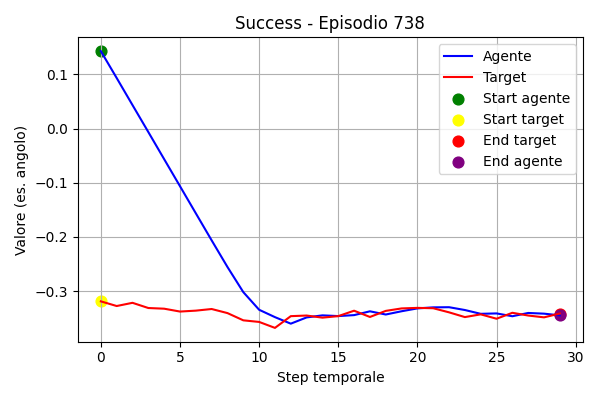 Success - Episodio 738
Agente
Target
Start agente
Start target
End target
End agente
Valore (es. angolo)
0.1
0.0
−0.1
−0.2
−0.3
0 5 10 15 20 25 30
Step temporale